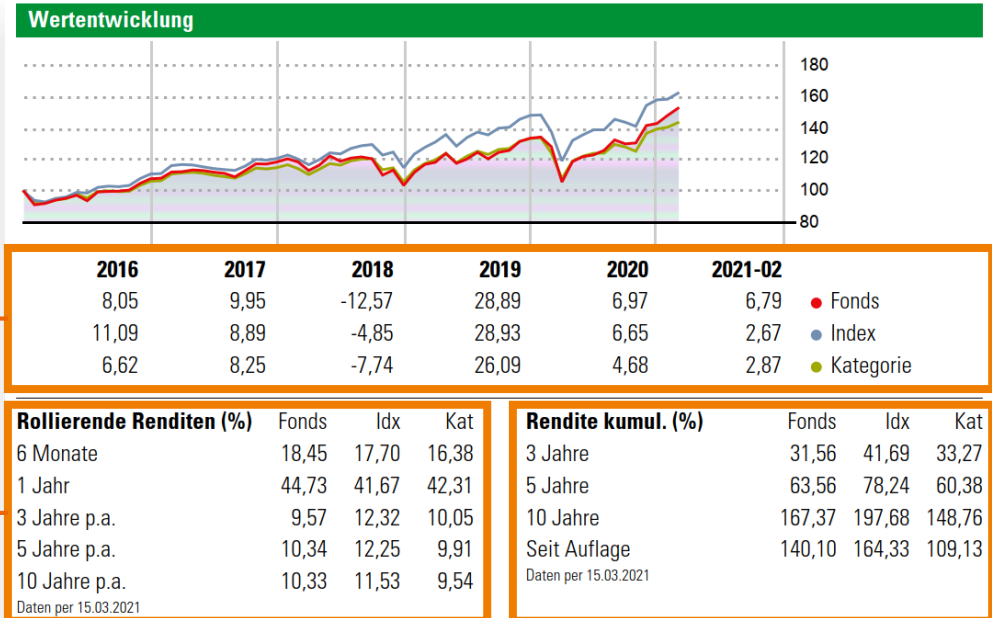 Wertentwicklung
180
160
140
120
100
80
2016 2017 2018 2019 2020 2021-02
8,05 9,95 -12,57 28,89 6,97 6,79 Fonds
11,09 8,89 -4,85 28,93 6,65 2,67 Index
6,62 8,25 -7,74 26,09 4,68 2,87 Kategorie
Rollierende Renditen (%) Fonds Idx Kat
6 Monate 18,45 17,70 16,38
1 Jahr 44,73 41,67 42,31
3 Jahre p.a. 9,57 12,32 10,05
5 Jahre p.a. 10,34 12,25 9,91
10 Jahre p.a. 10,33 11,53 9,54
Daten per 15.03.2021
Rendite kumul. (%) Fonds Idx Kat
3 Jahre 31,56 41,69 33,27
5 Jahre 63,56 78,24 60,38
10 Jahre 167,37 197,68 148,76
Seit Auflage 140,10 164,33 109,13
Daten per 15.03.2021